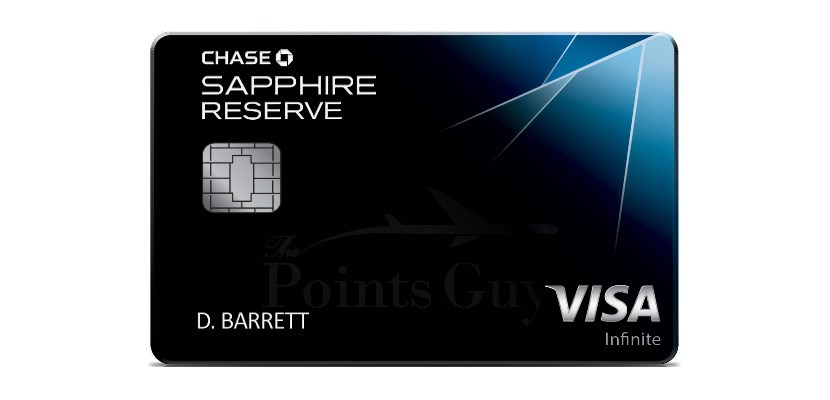 CHASE
SAPPHIRE
RESERVE
The
Points Guy
VISA
D. BARRETT
Infinite